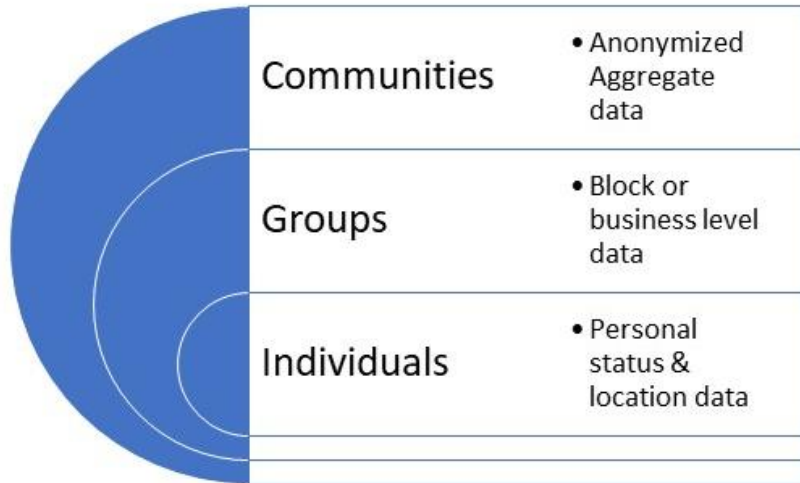 Communities
• Anonymized
Aggregate
data
Groups
• Block or
business level
data
Individuals
• Personal
status &
location data